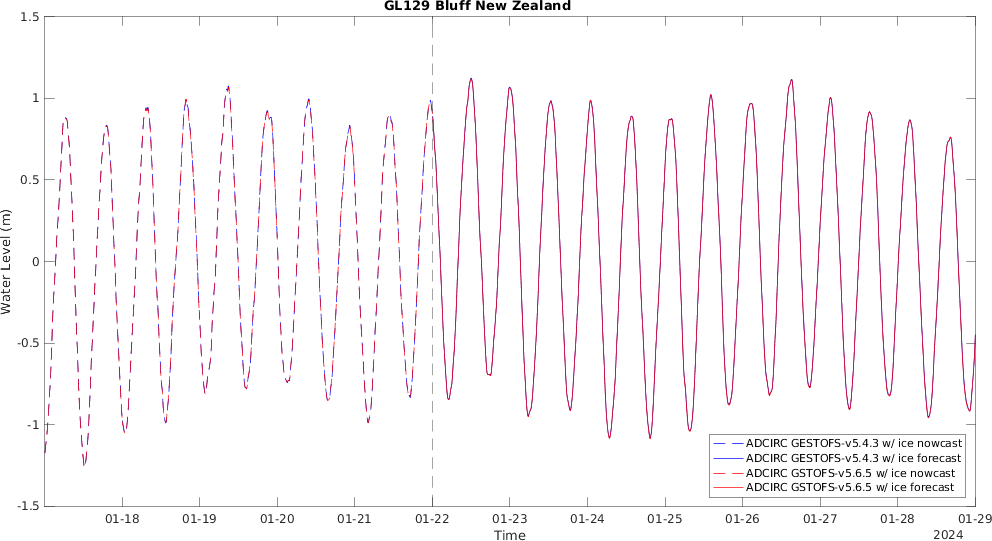 GL129 Bluff New Zealand
1.5
1
0.5
0
-0.5
-1
-1.5
Water Level (m)
ADCIRC GESTOFS-v5.4.3 w/ ice nowcast
ADCIRC GESTOFS-v5.4.3 w/ ice forecast
ADCIRC GSTOFS-v5.6.5 w/ ice nowcast
ADCIRC GSTOFS-v5.6.5 w/ ice forecast
01-18 01-19 01-20 01-21 01-22 01-23 01-24 01-25 01-26 01-27 01-28 01-29
Time
2024